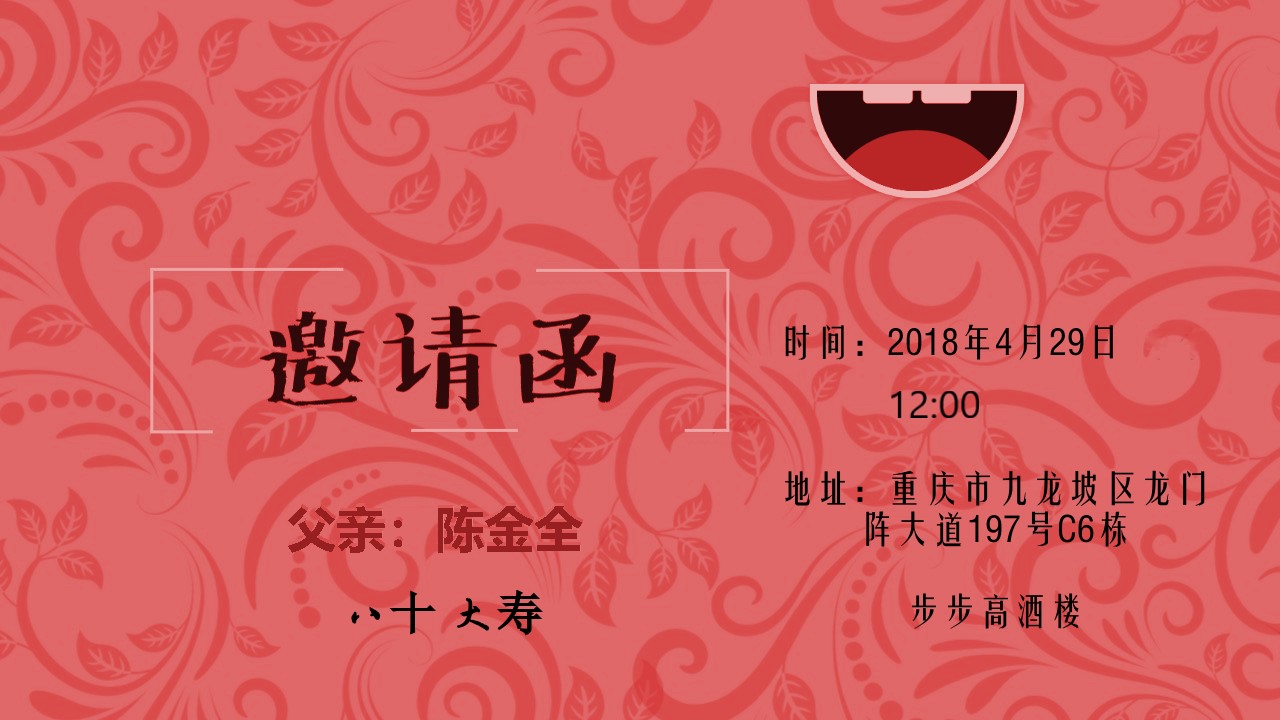 邀请函
父亲：陈金全
八十 大寿
时间：2018年4月29日
12:00
地址：重庆市九龙坡区龙门
阵大道197号C6栋
步步高酒楼